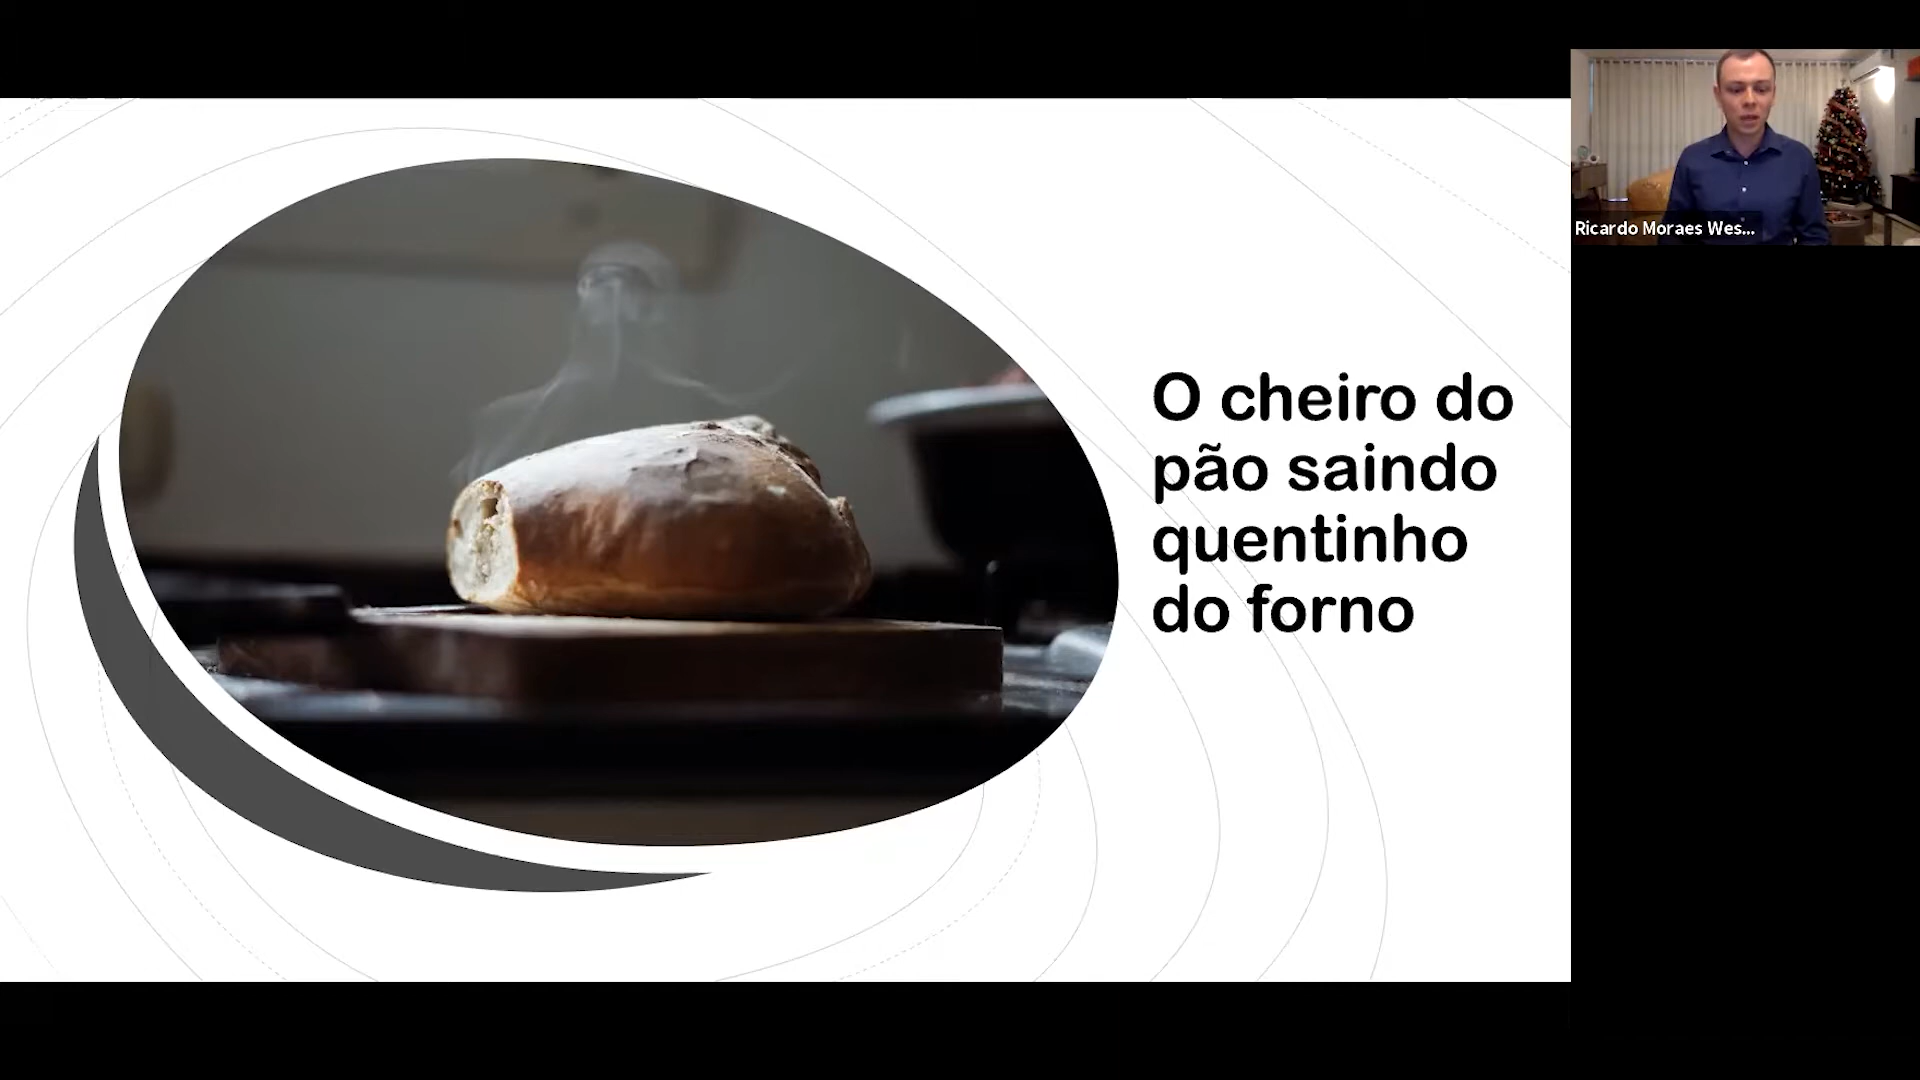 O cheiro do
pão saindo
quentinho
do forno
Ricardo Moraes Wes...